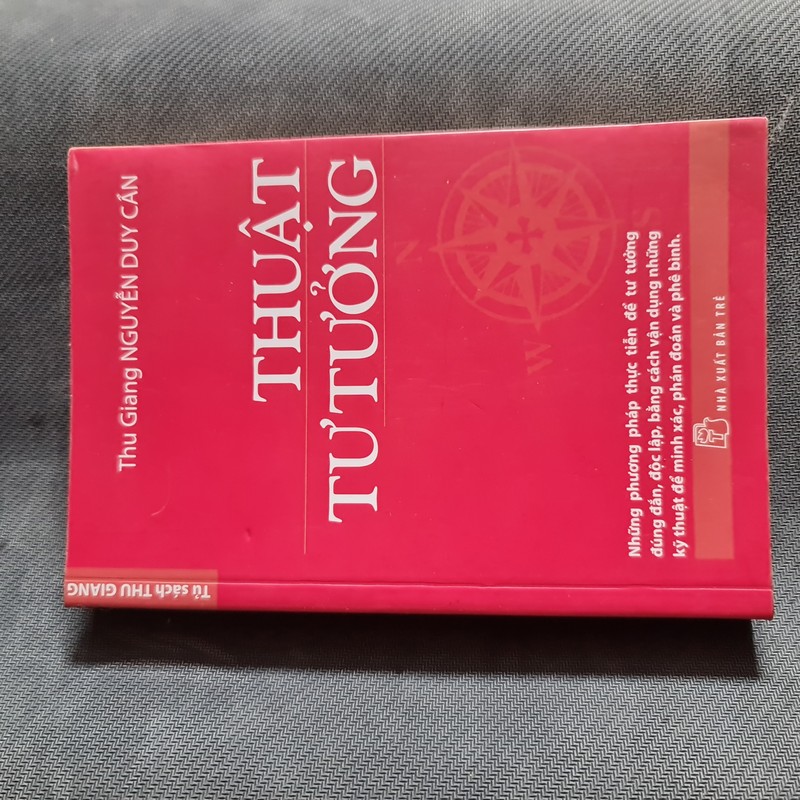 Tủ sách THU GIANG
Thu Giang NGUYỄN DUY CẦN
THUẬT
TƯ TƯỞNG
N
S
W
Những phương pháp thực tiễn để tư tưởng
đúng đắn, độc lập, bằng cách vận dụng những
kỹ thuật để minh xác, phán đoán và phê bình.
NHÀ XUẤT BẢN TRẺ